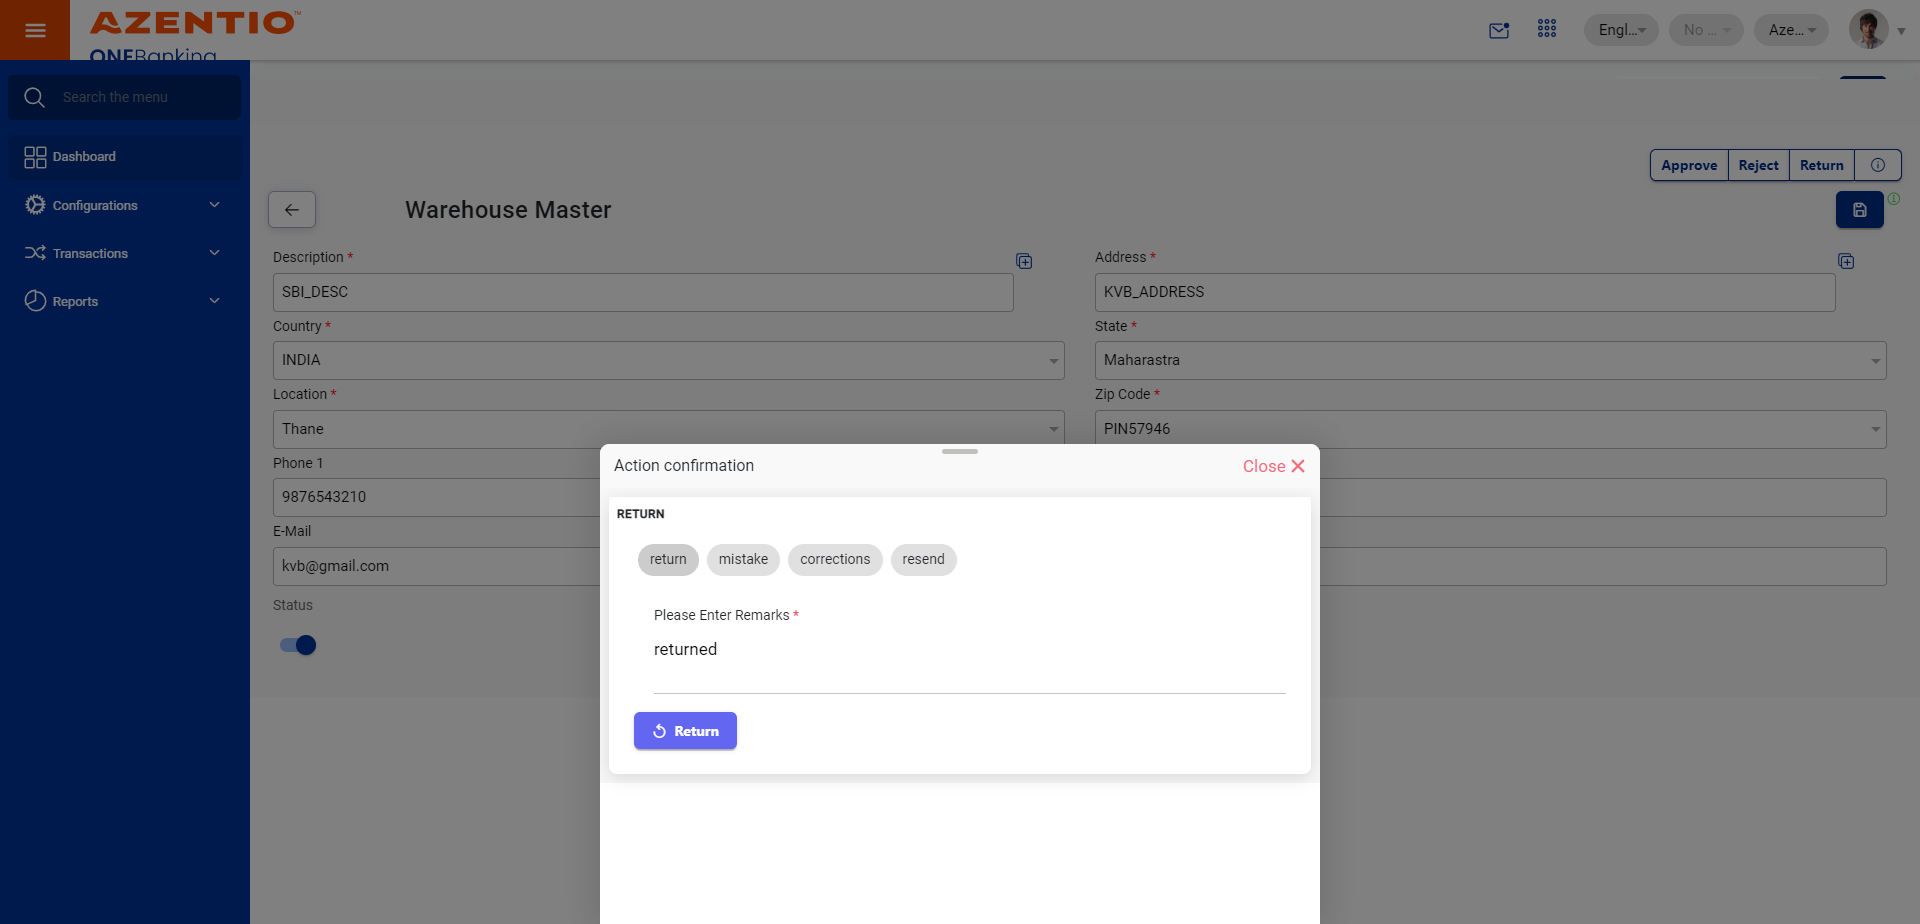 AZENTIO™
ONEBanking
Engl...
No ...
Aze...
Search the menu
Dashboard
Configurations
Transactions
Reports
Approve
Reject
Return
Warehouse Master
Description *
SBI_DESC
Address *
KVB_ADDRESS
Country *
INDIA
State *
Maharastra
Location *
Thane
Zip Code *
PIN57946
Phone 1
9876543210
E-Mail
kvb@gmail.com
Status
Action confirmation
Close
RETURN
return
mistake
corrections
resend
Please Enter Remarks *
returned
Return